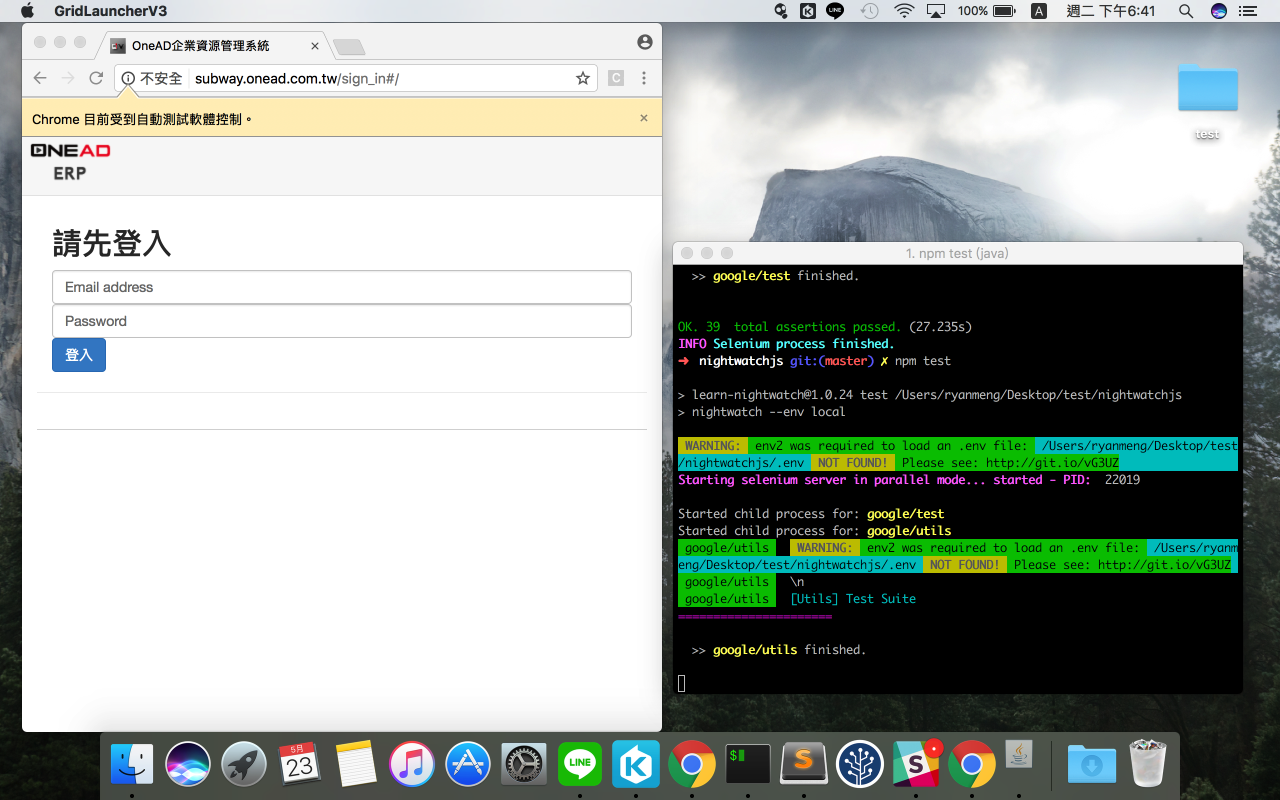 GridLauncherV3
100%
A
週二 下午6:41
OneAD企業資源管理系統
不安全
subway.onead.com.tw/sign_in#/
C
Chrome 目前受到自動測試軟體控制。
ONEAD
ERP
請先登入
Email address
Password
登入
test
1. npm test (java)
>> google/test finished.
OK. 39 total assertions passed. (27.235s)
INFO Selenium process finished.
➜ nightwatchjs git:(master) ✗ npm test
> learn-nightwatch@1.0.24 test /Users/ryanmeng/Desktop/test/nightwatchjs
> nightwatch --env local
WARNING: env2 was required to load an .env file: /Users/ryanmeng/Desktop/test
/nightwatchjs/.env NOT FOUND! Please see: http://git.io/vG3UZ
Starting selenium server in parallel mode... started - PID: 22019
Started child process for: google/test
Started child process for: google/utils
google/utils WARNING: env2 was required to load an .env file: /Users/ryanm
eng/Desktop/test/nightwatchjs/.env NOT FOUND! Please see: http://git.io/vG3UZ
google/utils \n
google/utils [Utils] Test Suite
======================
>> google/utils finished.
5月
23
LINE
K
$
S
S